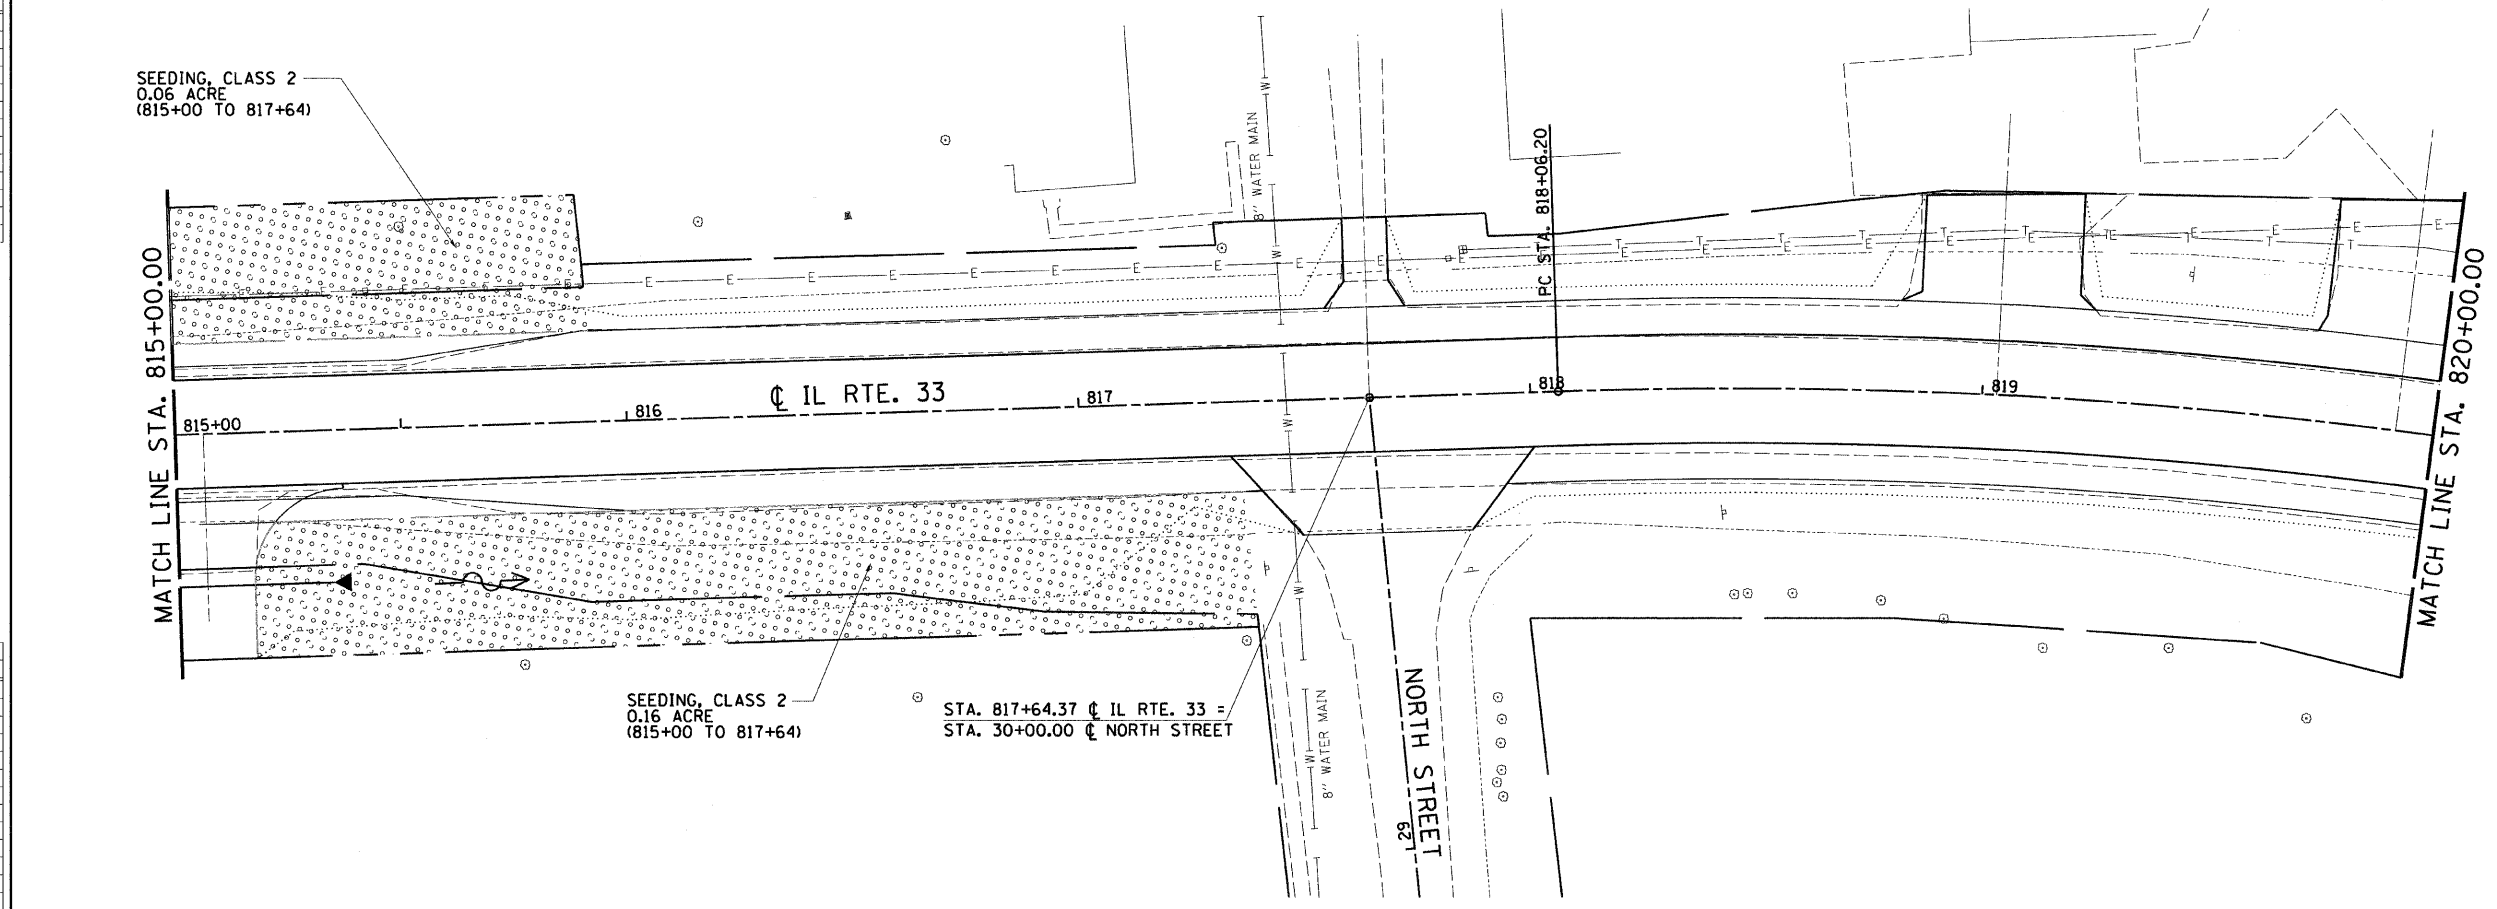 SEEDING, CLASS 2
0.06 ACRE
(815+00 TO 817+64)
8'' WATER MAIN
W
W
W
W
W
W
W
PC STA. 818+06.20
MATCH LINE STA. 815+00.00
MATCH LINE STA. 820+00.00
E E E E E E E E E E E E E E E E E E E E
T T T T T T T T T
℄ IL RTE. 33
815+00
816
817
818
819
SEEDING, CLASS 2
0.16 ACRE
(815+00 TO 817+64)
STA. 817+64.37 ℄ IL RTE. 33 =
STA. 30+00.00 ℄ NORTH STREET
8'' WATER MAIN
NORTH STREET
29